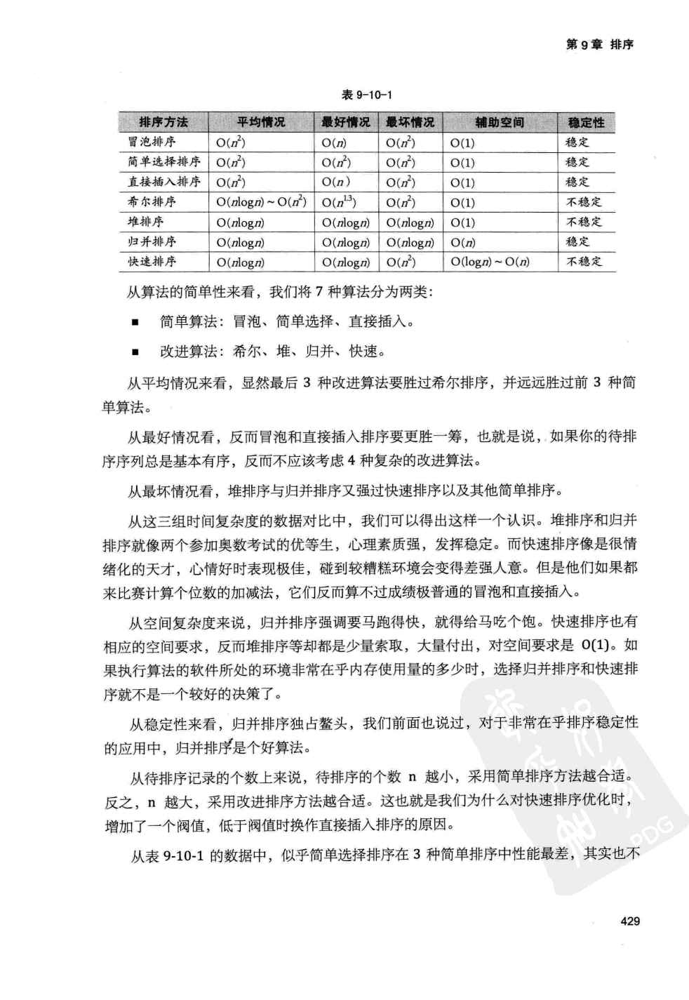 第9章 排序
表 9-10-1
排序方法 平均情况 最好情况 最坏情况 辅助空间 稳定性
冒泡排序 O(n²) O(n) O(n²) O(1) 稳定
简单选择排序 O(n²) O(n²) O(n²) O(1) 稳定
直接插入排序 O(n²) O(n) O(n²) O(1) 稳定
希尔排序 O(nlogn) ~ O(n²) O(n^1.3) O(n²) O(1) 不稳定
堆排序 O(nlogn) O(nlogn) O(nlogn) O(1) 不稳定
归并排序 O(nlogn) O(nlogn) O(nlogn) O(n) 稳定
快速排序 O(nlogn) O(nlogn) O(n²) O(logn) ~ O(n) 不稳定
从算法的简单性来看，我们将 7 种算法分为两类：
■ 简单算法：冒泡、简单选择、直接插入。
■ 改进算法：希尔、堆、归并、快速。
从平均情况来看，显然最后 3 种改进算法要胜过希尔排序，并远远胜过前 3 种简
单算法。
从最好情况看，反而冒泡和直接插入排序要更胜一筹，也就是说，如果你的待排
序序列总是基本有序，反而不应该考虑 4 种复杂的改进算法。
从最坏情况看，堆排序与归并排序又强过快速排序以及其他简单排序。
从这三组时间复杂度的数据对比中，我们可以得出这样一个认识。堆排序和归并
排序就像两个参加奥数考试的优等生，心理素质强，发挥稳定。而快速排序像是很情
绪化的天才，心情好时表现极佳，碰到较糟糕环境会变得差强人意。但是他们如果都
来比赛计算个位数的加减法，它们反而算不过成绩极普通的冒泡和直接插入。
从空间复杂度来说，归并排序强调要马跑得快，就得给马吃个饱。快速排序也有
相应的空间要求，反而堆排序等却都是少量索取，大量付出，对空间要求是 O(1)。如
果执行算法的软件所处的环境非常在乎内存使用量的多少时，选择归并排序和快速排
序就不是一个较好的决策了。
从稳定性来看，归并排序独占鳌头，我们前面也说过，对于非常在乎排序稳定性
的应用中，归并排序是个好算法。
从待排序记录的个数上来说，待排序的个数 n 越小，采用简单排序方法越合适。
反之，n 越大，采用改进排序方法越合适。这也就是我们为什么对快速排序优化时，
增加了一个阀值，低于阀值时换作直接插入排序的原因。
从表 9-10-1 的数据中，似乎简单选择排序在 3 种简单排序中性能最差，其实也不
PDG
429